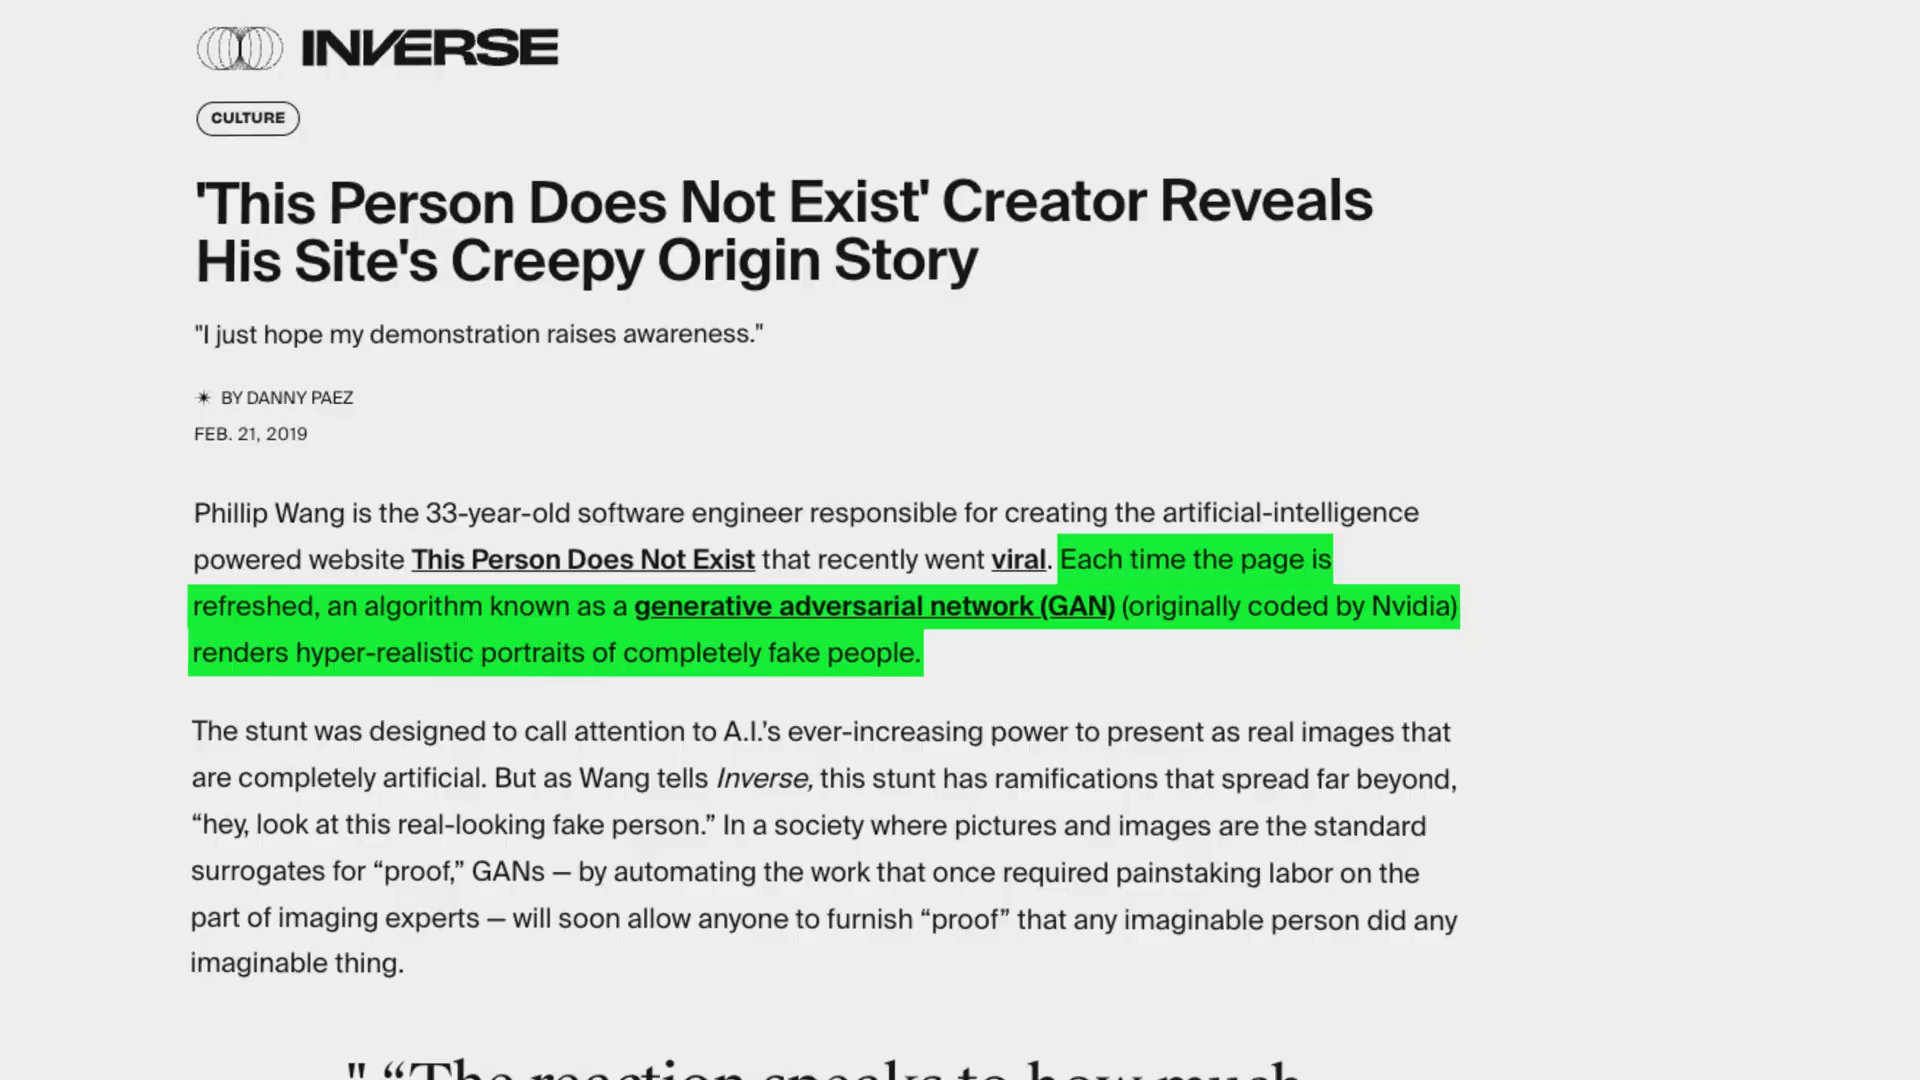 INVERSE
CULTURE
'This Person Does Not Exist' Creator Reveals
His Site's Creepy Origin Story
"I just hope my demonstration raises awareness."
BY DANNY PAEZ
FEB. 21, 2019
Phillip Wang is the 33-year-old software engineer responsible for creating the artificial-intelligence
powered website This Person Does Not Exist that recently went viral. Each time the page is
refreshed, an algorithm known as a generative adversarial network (GAN) (originally coded by Nvidia)
renders hyper-realistic portraits of completely fake people.
The stunt was designed to call attention to A.I.’s ever-increasing power to present as real images that
are completely artificial. But as Wang tells Inverse, this stunt has ramifications that spread far beyond,
“hey, look at this real-looking fake person.” In a society where pictures and images are the standard
surrogates for “proof,” GANs — by automating the work that once required painstaking labor on the
part of imaging experts — will soon allow anyone to furnish “proof” that any imaginable person did any
imaginable thing.
" “The reaction speaks to how much